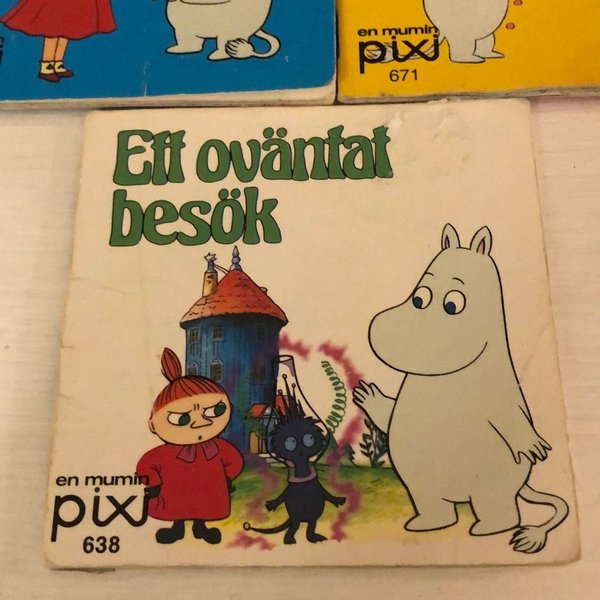 en mumin
pixi
671
Ett oväntat
besök
en mumin
pixi
638